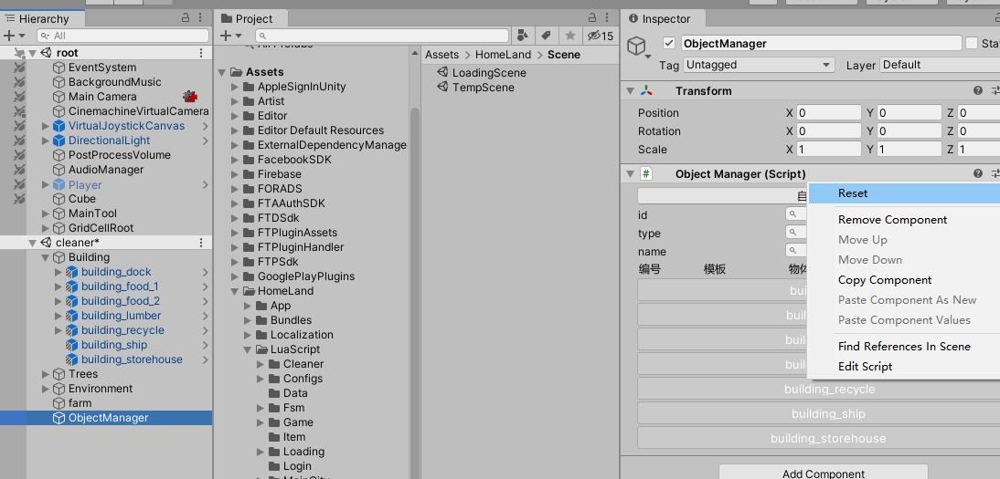 Hierarchy
All
root
EventSystem
BackgroundMusic
Main Camera
CinemachineVirtualCamera
VirtualJoystickCanvas
DirectionalLight
PostProcessVolume
AudioManager
Player
Cube
MainTool
GridCellRoot
cleaner*
Building
building_dock
building_food_1
building_food_2
building_lumber
building_recycle
building_ship
building_storehouse
Trees
Environment
farm
ObjectManager
Project
15
Assets
AppleSignInUnity
Artist
Editor
Editor Default Resources
ExternalDependencyManage
FacebookSDK
Firebase
FORADS
FTAAuthSDK
FTDSdk
FTPluginAssets
FTPluginHandler
FTPSdk
GooglePlayPlugins
HomeLand
App
Bundles
Localization
LuaScript
Cleaner
Configs
Data
Fsm
Game
Item
Loading
Login
Assets > HomeLand > Scene
LoadingScene
TempScene
Inspector
ObjectManager
Tag Untagged Layer Default
Transform
Position X 0 Y 0 Z 0
Rotation X 0 Y 0 Z 0
Scale X 1 Y 1 Z 1
# Object Manager (Script)
id
type
name
编号 模板 物体
building_recycle
building_ship
building_storehouse
Add Component
Reset
Remove Component
Move Up
Move Down
Copy Component
Paste Component As New
Paste Component Values
Find References In Scene
Edit Script